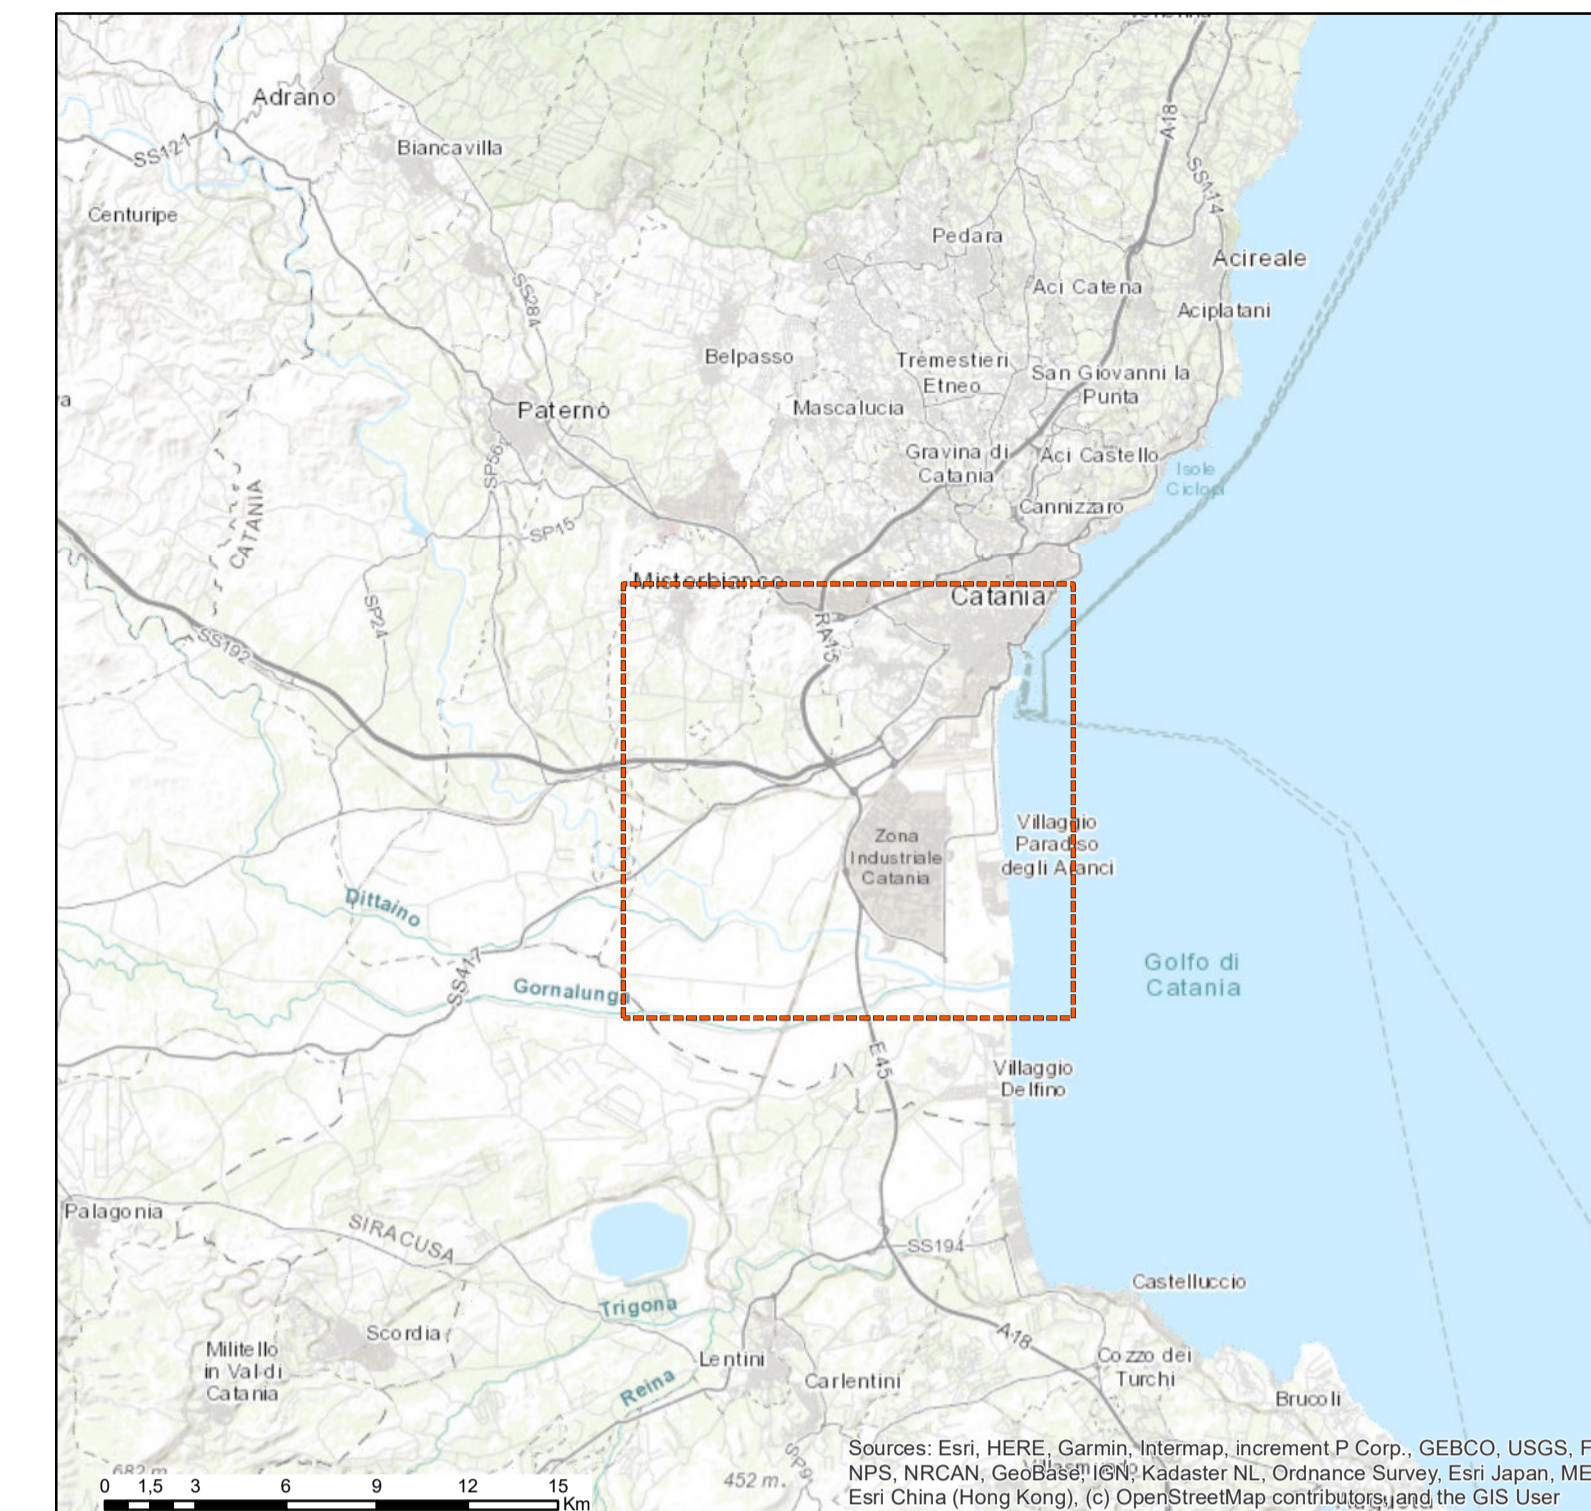 Adrano
A18
SS121
Biancavilla
SS114
Centuripe
Pedara
Acireale
SS284
Aci Catena
Aciplatani
Belpasso
Tremestieri
Etneo
San Giovanni la
Punta
Paternò
Mascalucia
SP56
Gravina di
Catania
Aci Castello
Isole
Ciclopi
CATANIA
SP15
Cannizzaro
Misterbianco
Catania
SP24
RA15
SS192
Villaggio
Paradiso
degli Aranci
Zona
Industriale
Catania
Dittaino
SS417
Gornalunga
Golfo di
Catania
E45
Villaggio
Delfino
Palagonia
SIRACUSA
SS194
Castelluccio
Trigona
Scordia
A18
Militello
in Val di
Catania
Lentini
Reina
Carlentini
Cozzo dei
Turchi
Brucoli
682 m
452 m
0 1,5 3 6 9 12 15
Km
Sources: Esri, HERE, Garmin, Intermap, increment P Corp., GEBCO, USGS, F
NPS, NRCAN, GeoBase, IGN, Kadaster NL, Ordnance Survey, Esri Japan, ME
Esri China (Hong Kong), (c) OpenStreetMap contributors, and the GIS User